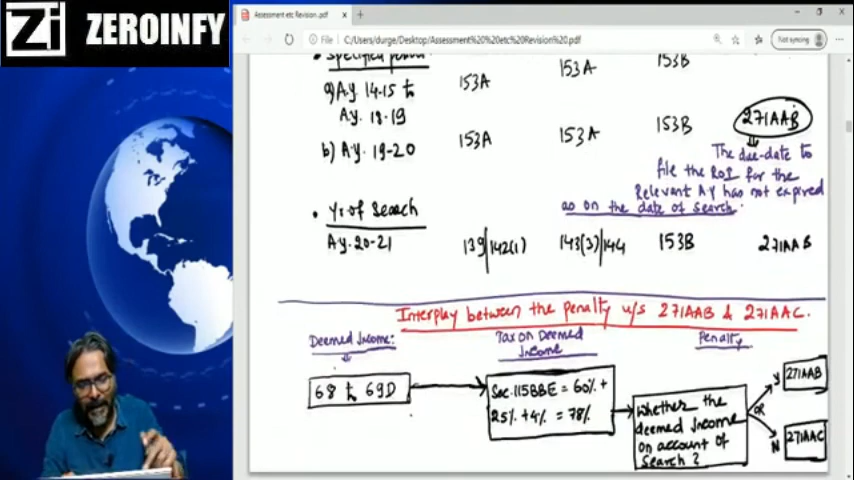 Zi ZEROINFY
Assessment etc Revision.pdf
File C:/Users/durge/Desktop/Assessment%20%20etc%20Revision%20.pdf
Not syncing
• Specified period
153A 153A 153B
a) A.Y. 14-15 to
A.Y. 18-19
b) A.Y. 19-20 153A 153A 153B
271AAB
The due-date to
file the RoI for the
Relevant A.Y has not expired
as on the date of search.
• Yr. of Search
A.Y. 20-21 139/142(1) 143(3)/144 153B 271AAB
Interplay between the penalty u/s 271AAB & 271AAC.
Deemed Income:
Tax on Deemed
Income
Penalty
68 to 69D
Sec. 115BBE = 60% +
25% + 4% = 78%
Whether the
deemed Income
on account of
Search?
Y
or
N
271AAB
271AAC